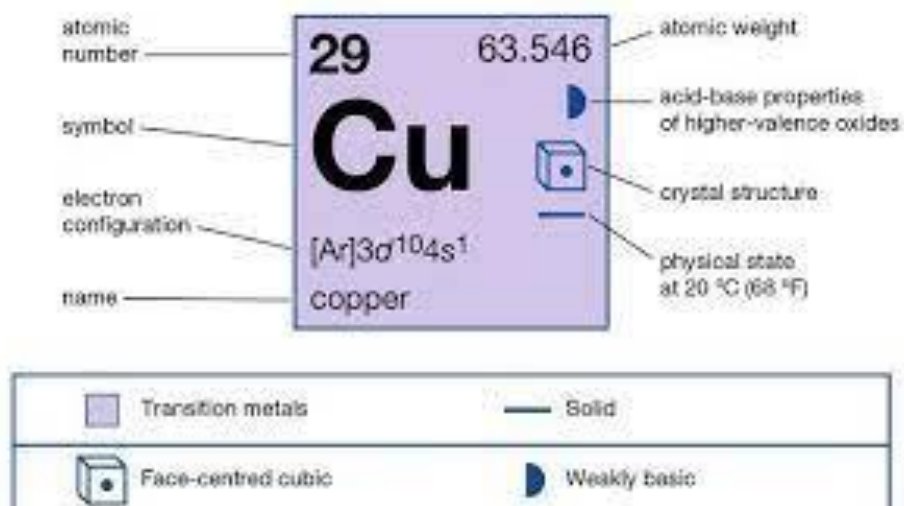 atomic
number
29
63.546
atomic weight
symbol
Cu
acid-base properties
of higher-valence oxides
crystal structure
electron
configuration
[Ar]3d¹⁰4s¹
physical state
at 20 °C (68 °F)
name
copper
Transition metals
Solid
Face-centred cubic
Weakly basic